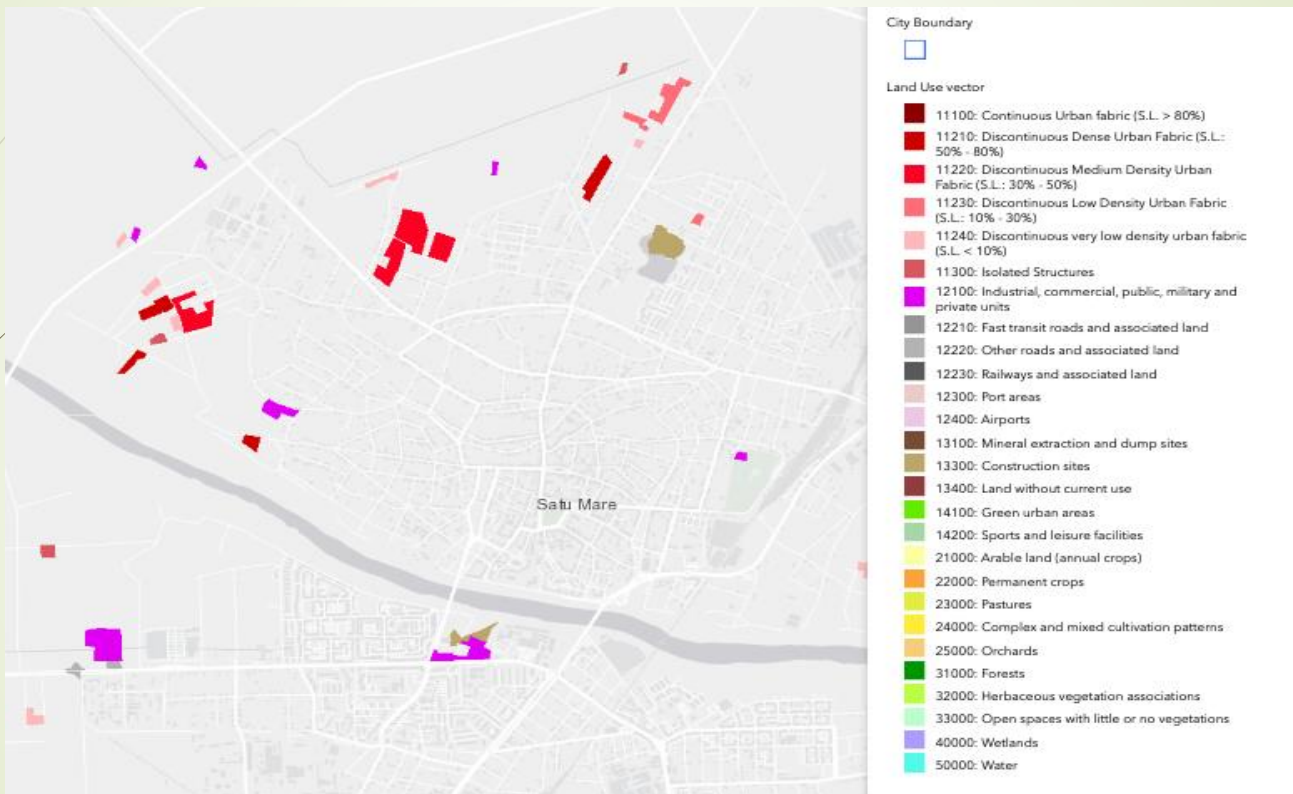 City Boundary
Land Use vector
11100: Continuous Urban fabric (S.L. > 80%)
11210: Discontinuous Dense Urban Fabric (S.L.:
50% - 80%)
11220: Discontinuous Medium Density Urban
Fabric (S.L.: 30% - 50%)
11230: Discontinuous Low Density Urban Fabric
(S.L.: 10% - 30%)
11240: Discontinuous very low density urban fabric
(S.L. < 10%)
11300: Isolated Structures
12100: Industrial, commercial, public, military and
private units
12210: Fast transit roads and associated land
12220: Other roads and associated land
12230: Railways and associated land
12300: Port areas
12400: Airports
13100: Mineral extraction and dump sites
13300: Construction sites
13400: Land without current use
14100: Green urban areas
14200: Sports and leisure facilities
21000: Arable land (annual crops)
22000: Permanent crops
23000: Pastures
24000: Complex and mixed cultivation patterns
25000: Orchards
31000: Forests
32000: Herbaceous vegetation associations
33000: Open spaces with little or no vegetations
40000: Wetlands
50000: Water
Satu Mare